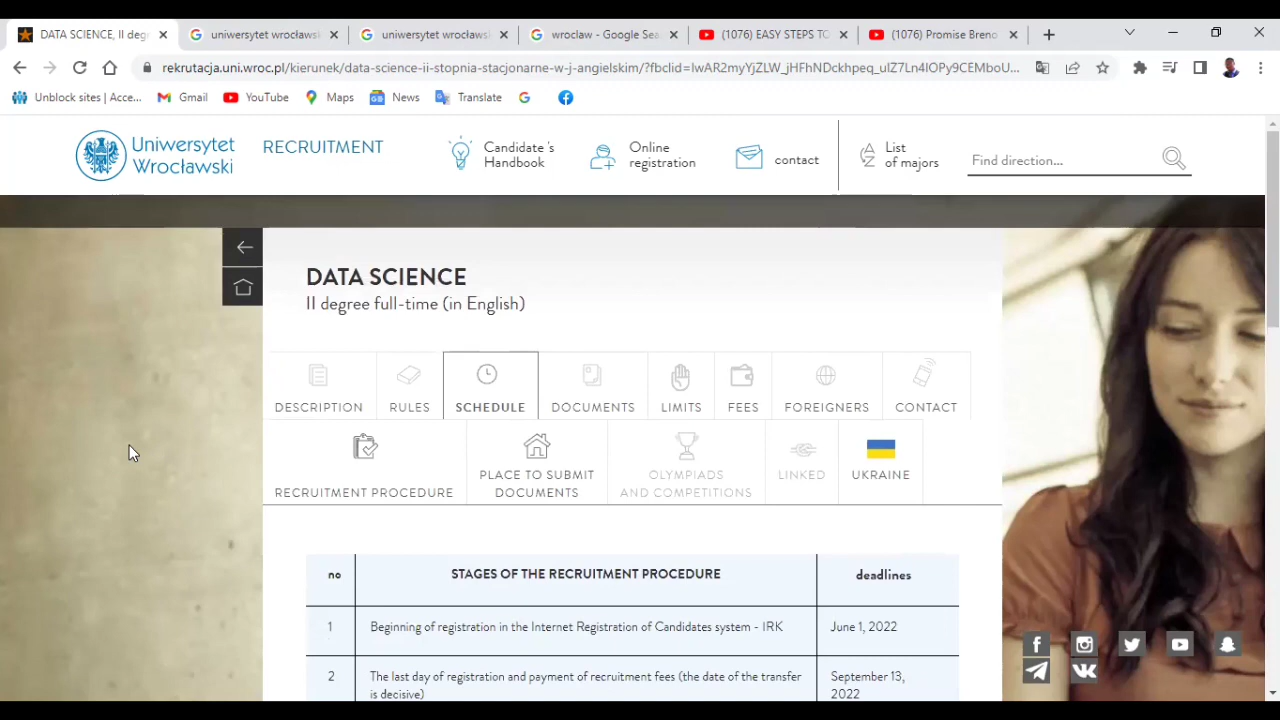 DATA SCIENCE, II deg
uniwersytet wrocławsk
uniwersytet wrocławsk
wroclaw - Google Sea
(1076) EASY STEPS TO
(1076) Promise Breno
rekrutacja.uni.wroc.pl/kierunek/data-science-ii-stopnia-stacjonarne-w-j-angielskim/?fbclid=IwAR2myYjZLW_jHFhNDckhpeq_uIZ7Ln4IOPy9CEMboU...
Unblock sites | Acce...
Gmail
YouTube
Maps
News
Translate
Uniwersytet
Wrocławski
RECRUITMENT
Candidate 's
Handbook
Online
registration
contact
List
of majors
Find direction...
DATA SCIENCE
II degree full-time (in English)
DESCRIPTION
RULES
SCHEDULE
DOCUMENTS
LIMITS
FEES
FOREIGNERS
CONTACT
RECRUITMENT PROCEDURE
PLACE TO SUBMIT
DOCUMENTS
OLYMPIADS
AND COMPETITIONS
LINKED
UKRAINE
no STAGES OF THE RECRUITMENT PROCEDURE deadlines
1 Beginning of registration in the Internet Registration of Candidates system - IRK June 1, 2022
2 The last day of registration and payment of recruitment fees (the date of the transfer September 13,
is decisive) 2022